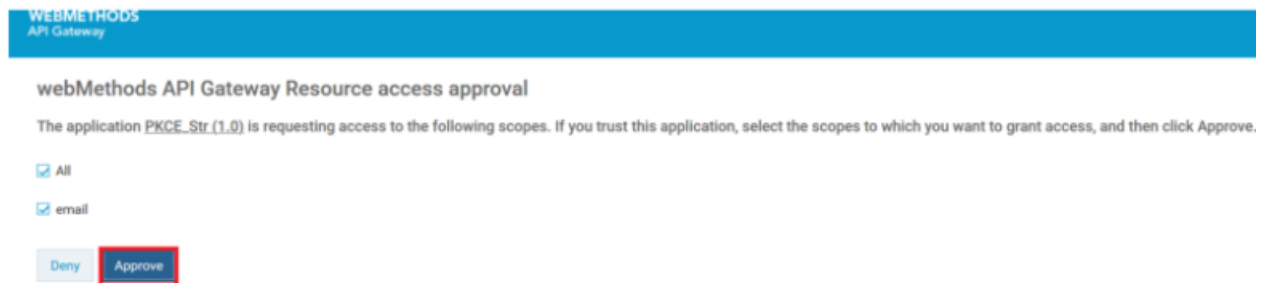 WEBMETHODS
API Gateway
webMethods API Gateway Resource access approval
The application PKCE_Str (1.0) is requesting access to the following scopes. If you trust this application, select the scopes to which you want to grant access, and then click Approve.
All
email
Deny Approve